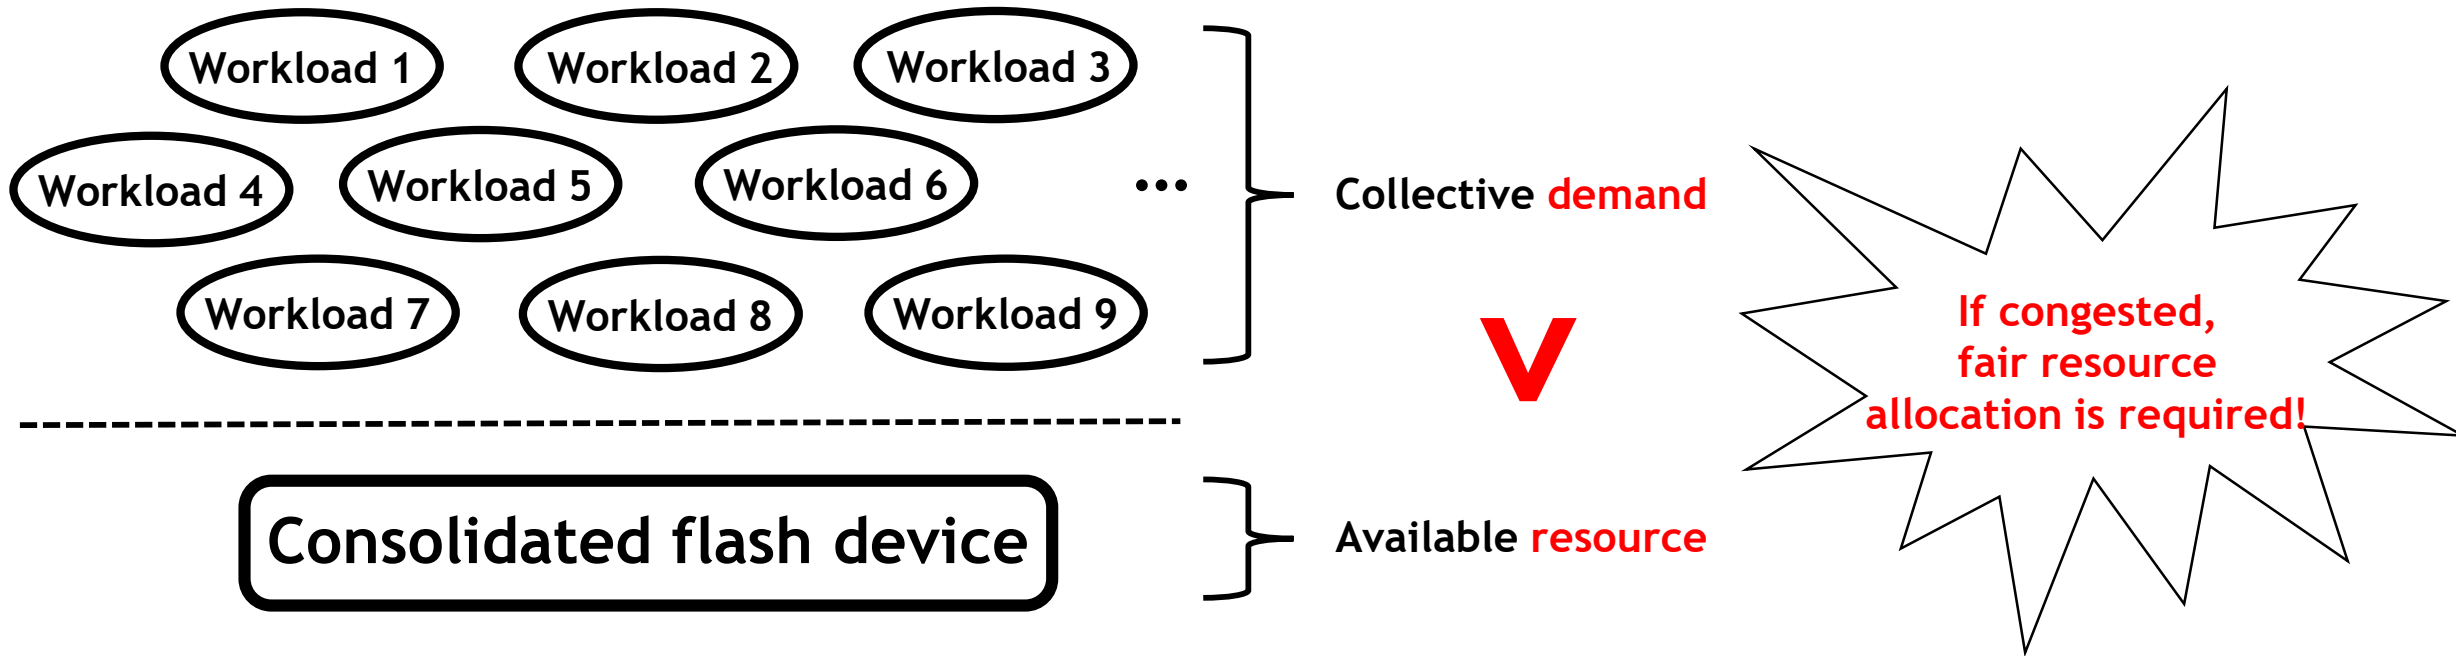 Workload 1
Workload 2
Workload 3
Workload 4
Workload 5
Workload 6
...
Workload 7
Workload 8
Workload 9
Collective demand
>
Available resource
Consolidated flash device
If congested,
fair resource
allocation is required!